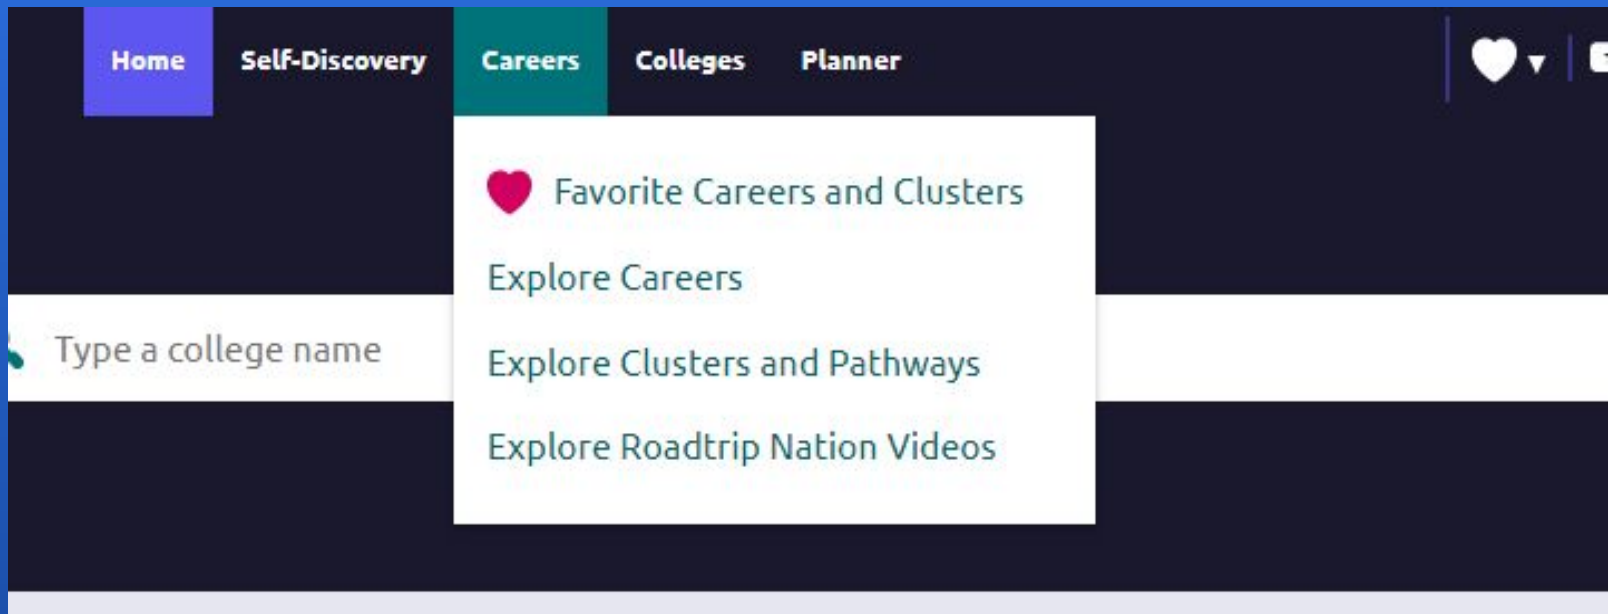 Home Self-Discovery Careers Colleges Planner
Favorite Careers and Clusters
Explore Careers
Type a college name
Explore Clusters and Pathways
Explore Roadtrip Nation Videos